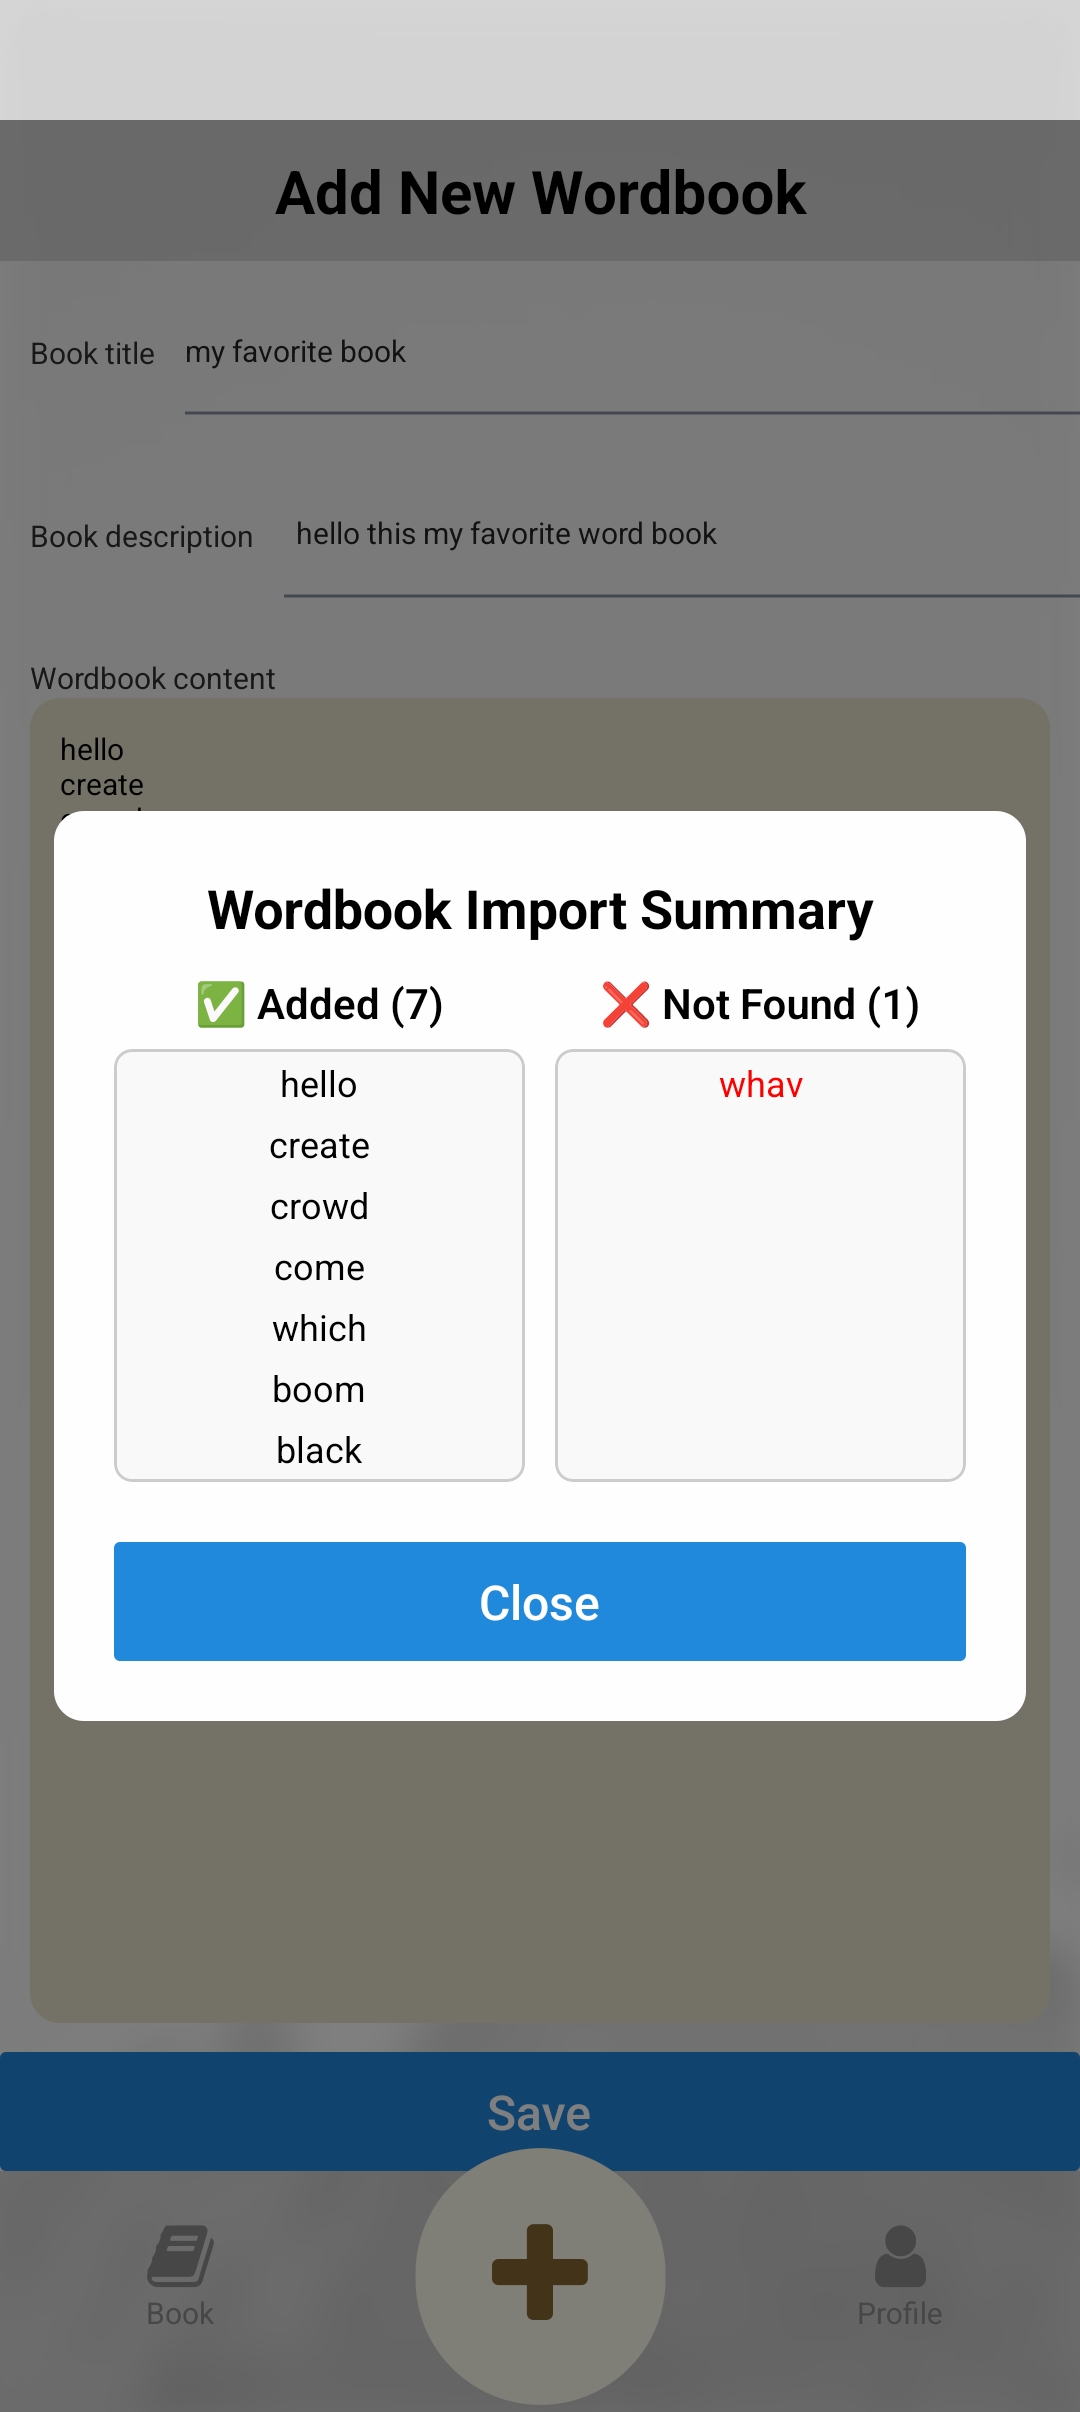 Add New Wordbook
Book title my favorite book
Book description hello this my favorite word book
Wordbook content
hello
create
Wordbook Import Summary
✅ Added (7) ❌ Not Found (1)
hello whav
create
crowd
come
which
boom
black
Close
Save
Book Profile